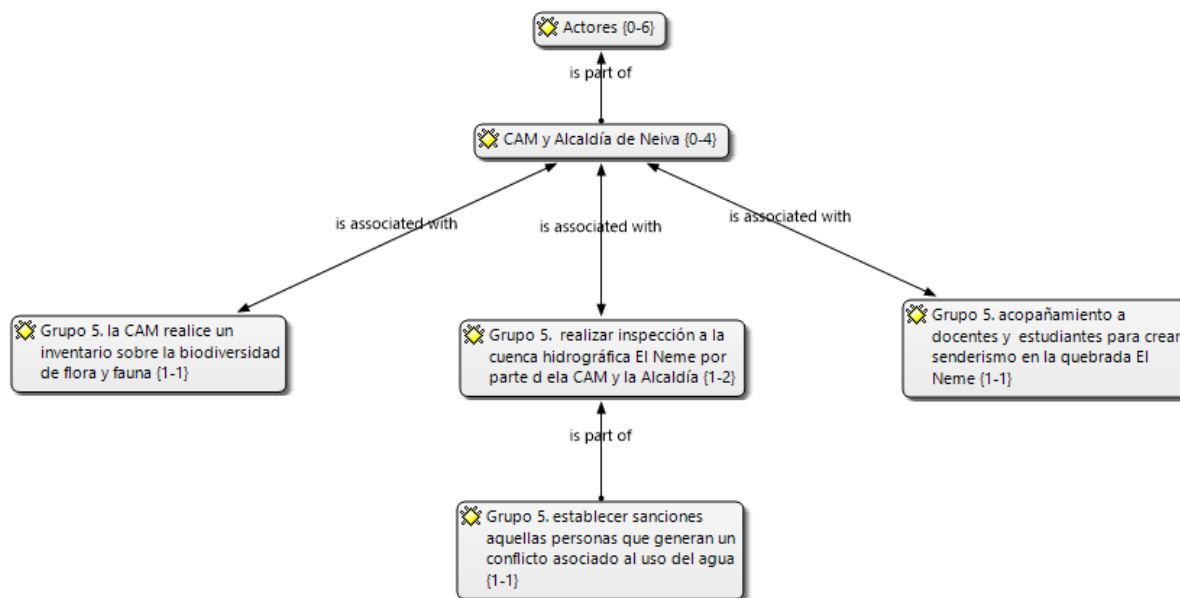 Actores {0-6}
is part of
CAM y Alcaldía de Neiva {0-4}
is associated with
is associated with
is associated with
Grupo 5. la CAM realice un
inventario sobre la biodiversidad
de flora y fauna {1-1}
Grupo 5.  realizar inspección a la
cuenca hidrográfica El Neme por
parte d ela CAM y la Alcaldía {1-2}
Grupo 5. acopañamiento a
docentes y  estudiantes para crear
senderismo en la quebrada El
Neme {1-1}
is part of
Grupo 5. establecer sanciones
aquellas personas que generan un
conflicto asociado al uso del agua
{1-1}